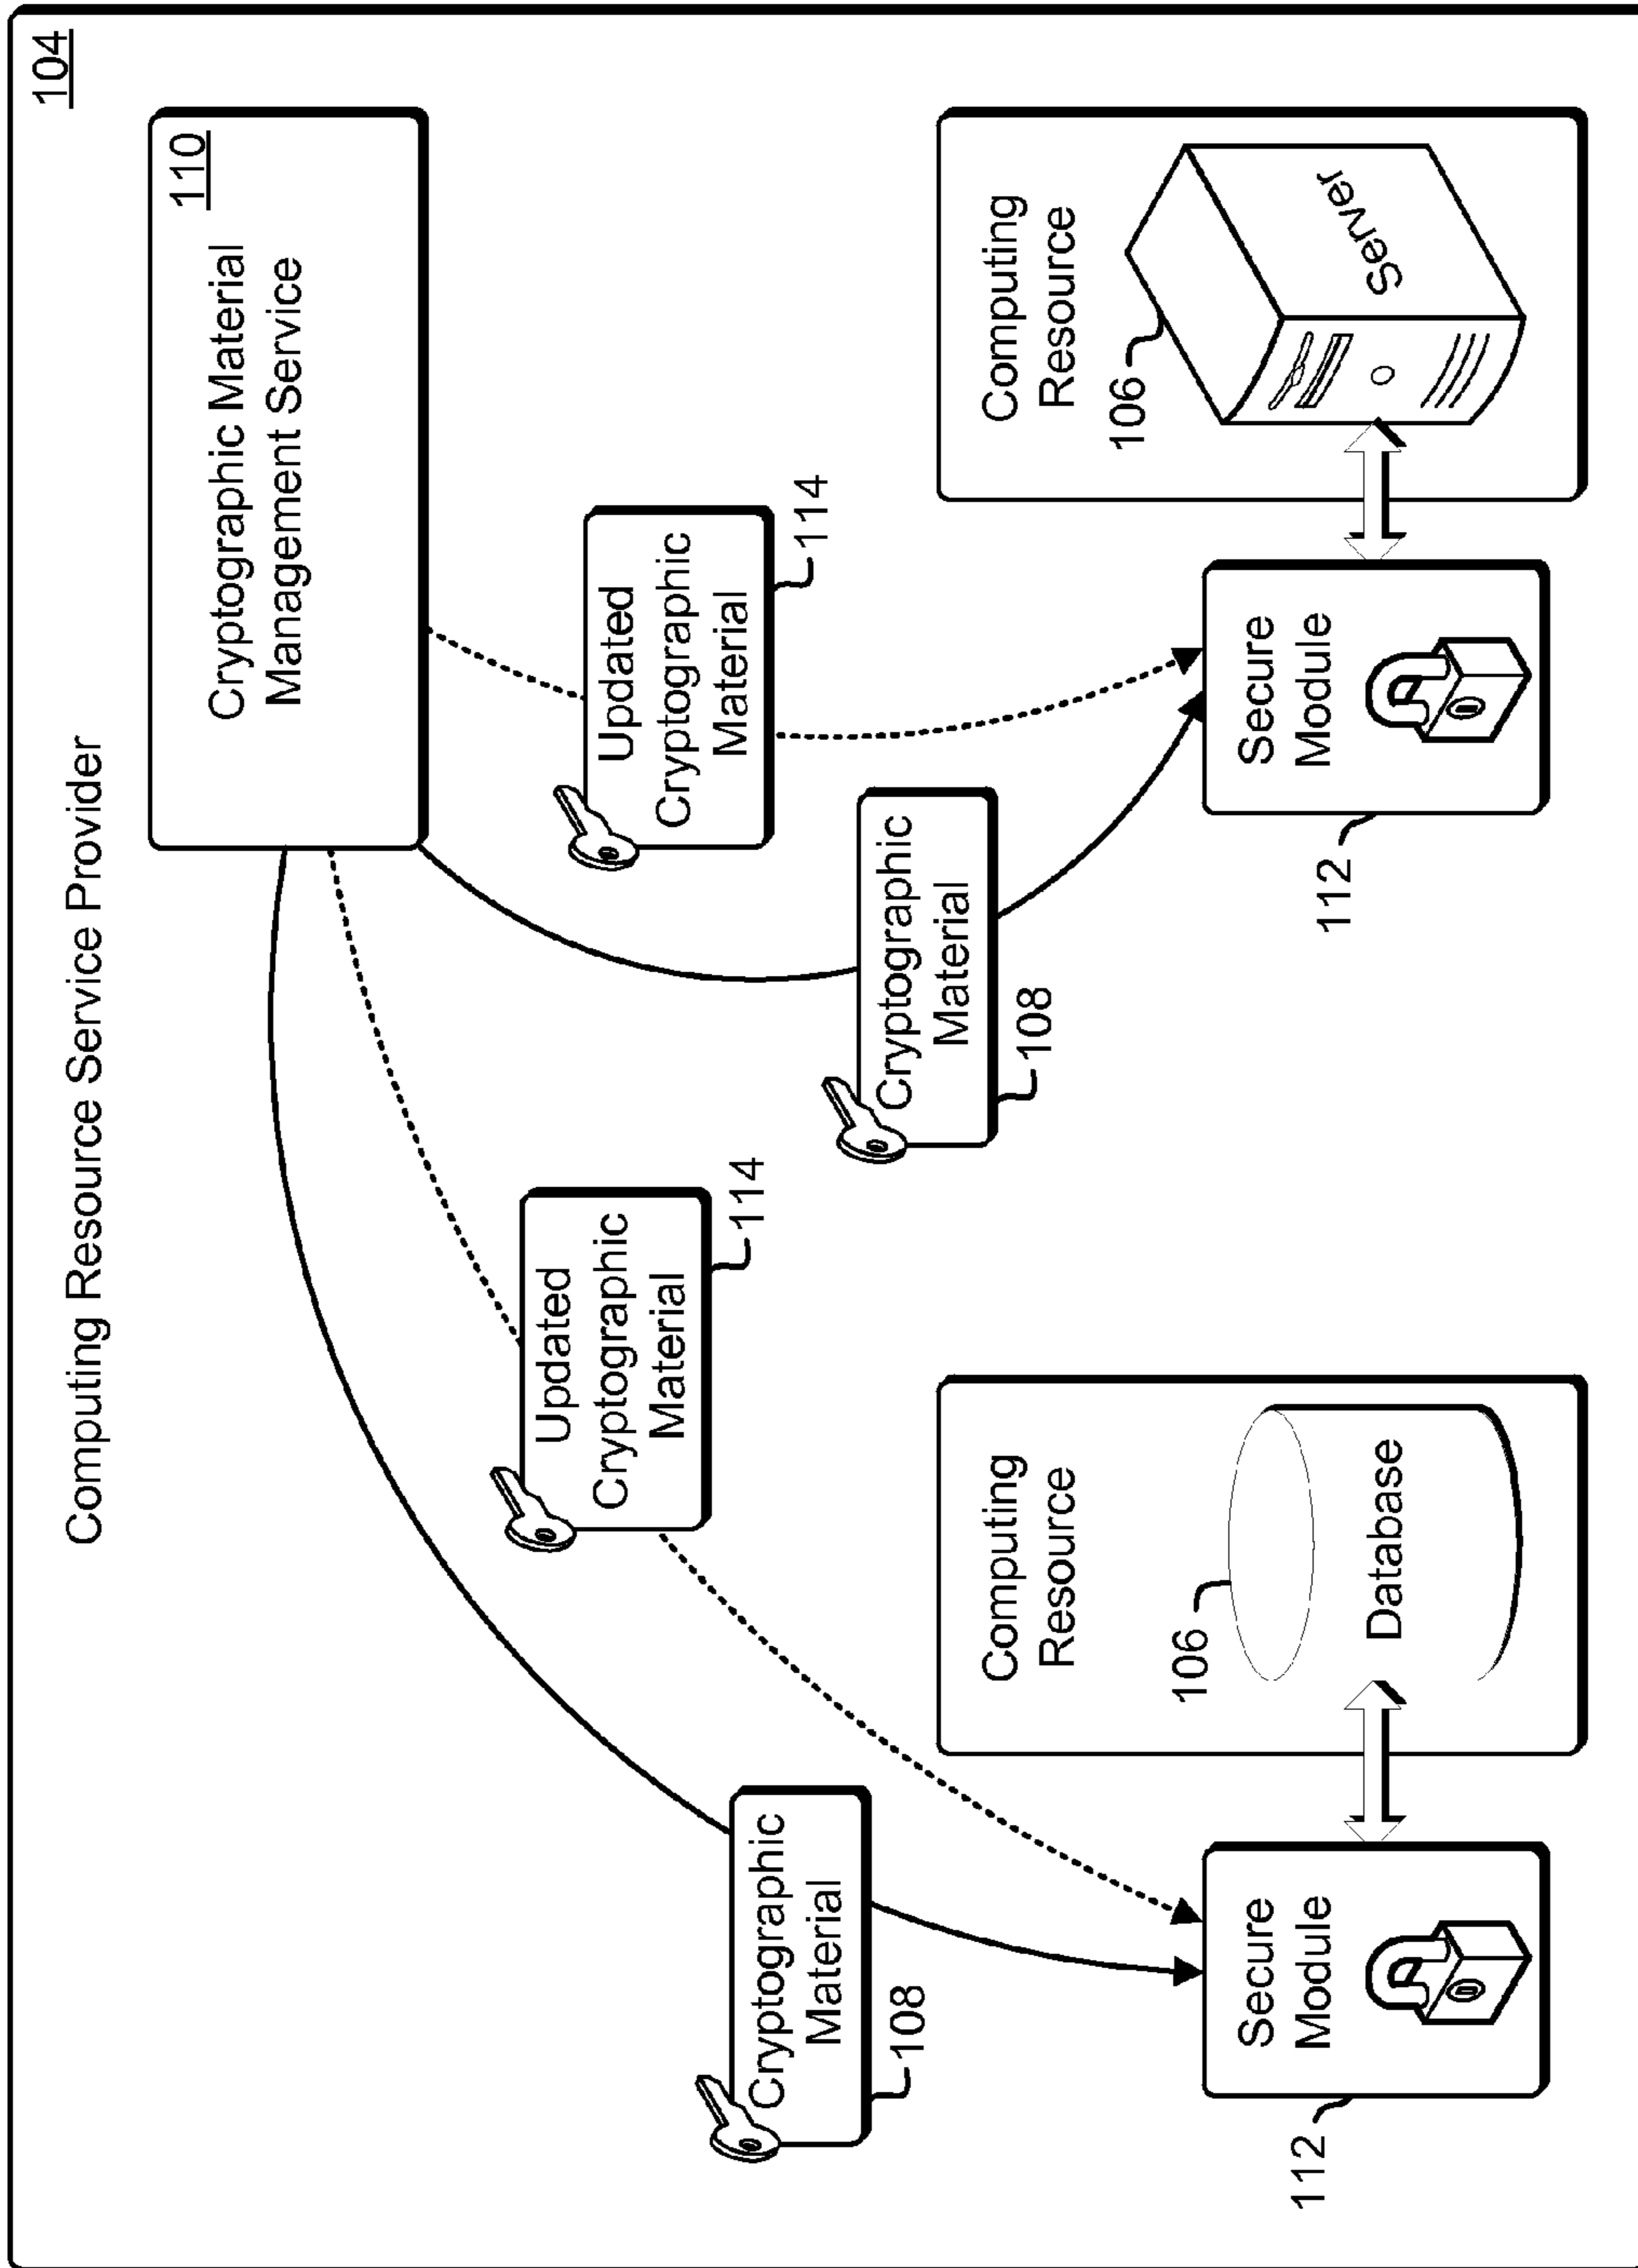 Computing Resource Service Provider
104
110
Cryptographic Material
Management Service
Updated
Cryptographic
Material
114
Updated
Cryptographic
Material
114
Cryptographic
Material
108
Cryptographic
Material
108
Computing
Resource
106
Database
Computing
Resource
106
Server
Secure
Module
112
Secure
Module
112